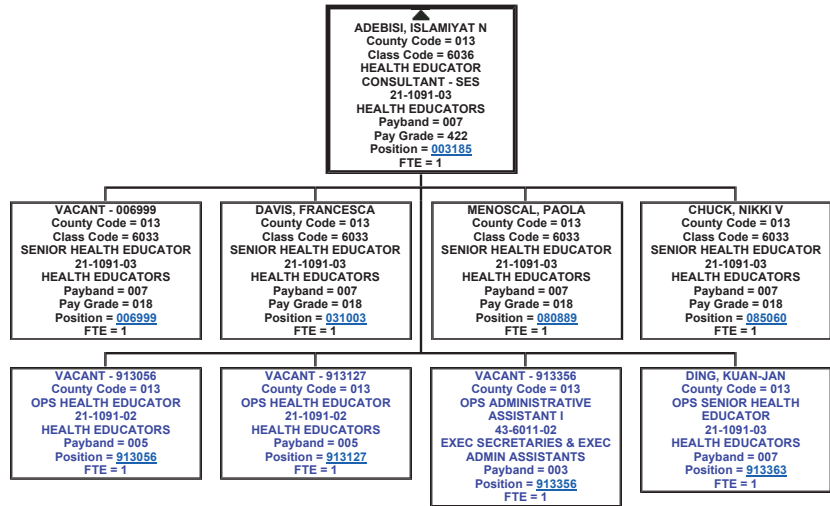 ADEBISI, ISLAMIYAT N
County Code = 013
Class Code = 6036
HEALTH EDUCATOR
CONSULTANT - SES
21-1091-03
HEALTH EDUCATORS
Payband = 007
Pay Grade = 422
Position = 003185
FTE = 1
VACANT - 006999
County Code = 013
Class Code = 6033
SENIOR HEALTH EDUCATOR
21-1091-03
HEALTH EDUCATORS
Payband = 007
Pay Grade = 018
Position = 006999
FTE = 1
DAVIS, FRANCESCA
County Code = 013
Class Code = 6033
SENIOR HEALTH EDUCATOR
21-1091-03
HEALTH EDUCATORS
Payband = 007
Pay Grade = 018
Position = 031003
FTE = 1
MENOSCAL, PAOLA
County Code = 013
Class Code = 6033
SENIOR HEALTH EDUCATOR
21-1091-03
HEALTH EDUCATORS
Payband = 007
Pay Grade = 018
Position = 080889
FTE = 1
CHUCK, NIKKI V
County Code = 013
Class Code = 6033
SENIOR HEALTH EDUCATOR
21-1091-03
HEALTH EDUCATORS
Payband = 007
Pay Grade = 018
Position = 085060
FTE = 1
VACANT - 913056
County Code = 013
OPS HEALTH EDUCATOR
21-1091-02
HEALTH EDUCATORS
Payband = 005
Position = 913056
FTE = 1
VACANT - 913127
County Code = 013
OPS HEALTH EDUCATOR
21-1091-02
HEALTH EDUCATORS
Payband = 005
Position = 913127
FTE = 1
VACANT - 913356
County Code = 013
OPS ADMINISTRATIVE
ASSISTANT I
43-6011-02
EXEC SECRETARIES & EXEC
ADMIN ASSISTANTS
Payband = 003
Position = 913356
FTE = 1
DING, KUAN-JAN
County Code = 013
OPS SENIOR HEALTH
EDUCATOR
21-1091-03
HEALTH EDUCATORS
Payband = 007
Position = 913363
FTE = 1